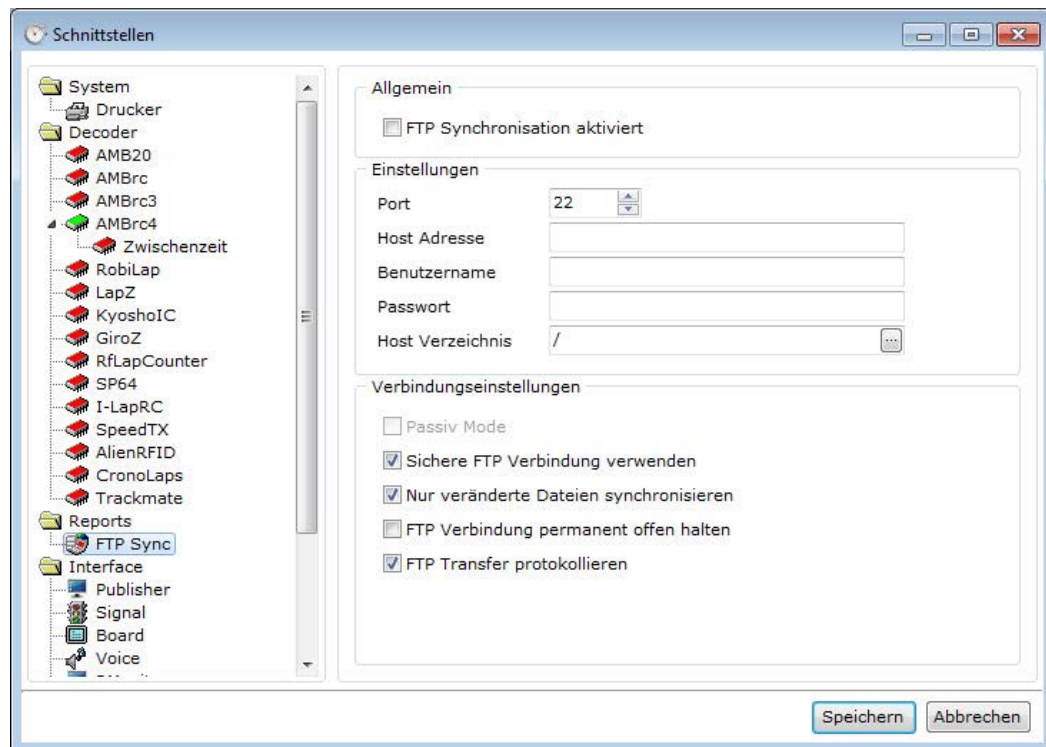 Schnittstellen
System
Drucker
Decoder
AMB20
AMBrc
AMBrc3
AMBrc4
Zwischenzeit
RobiLap
LapZ
KyoshoIC
GiroZ
RfLapCounter
SP64
I-LapRC
SpeedTX
AlienRFID
CronoLaps
Trackmate
Reports
FTP Sync
Interface
Publisher
Signal
Board
Voice
Allgemein
FTP Synchronisation aktiviert
Einstellungen
Port 22
Host Adresse
Benutzername
Passwort
Host Verzeichnis /
Verbindungseinstellungen
Passiv Mode
Sichere FTP Verbindung verwenden
Nur veränderte Dateien synchronisieren
FTP Verbindung permanent offen halten
FTP Transfer protokollieren
Speichern Abbrechen